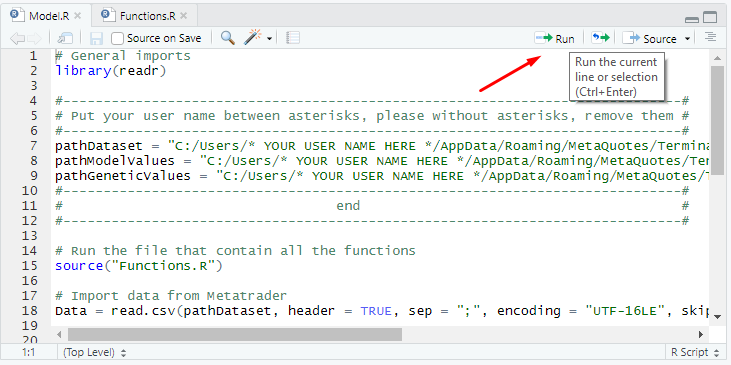 Model.R × Functions.R ×
Source on Save Run Source
Run the current
line or selection
(Ctrl+Enter)
1 # General imports
2 library(readr)
3
4 #-----------------------------------------------------------------------------------#
5 # Put your user name between asterisks, please without asterisks, remove them #
6 #-----------------------------------------------------------------------------------#
7 pathDataset = "C:/Users/* YOUR USER NAME HERE */AppData/Roaming/MetaQuotes/Termina
8 pathModelValues = "C:/Users/* YOUR USER NAME HERE */AppData/Roaming/MetaQuotes/Ter
9 pathGeneticValues = "C:/Users/* YOUR USER NAME HERE */AppData/Roaming/MetaQuotes/T
10 #-----------------------------------------------------------------------------------#
11 # end #
12 #-----------------------------------------------------------------------------------#
13
14 # Run the file that contain all the functions
15 source("Functions.R")
16
17 # Import data from Metatrader
18 Data = read.csv(pathDataset, header = TRUE, sep = ";", encoding = "UTF-16LE", skip
19
20
1:1 (Top Level) R Script